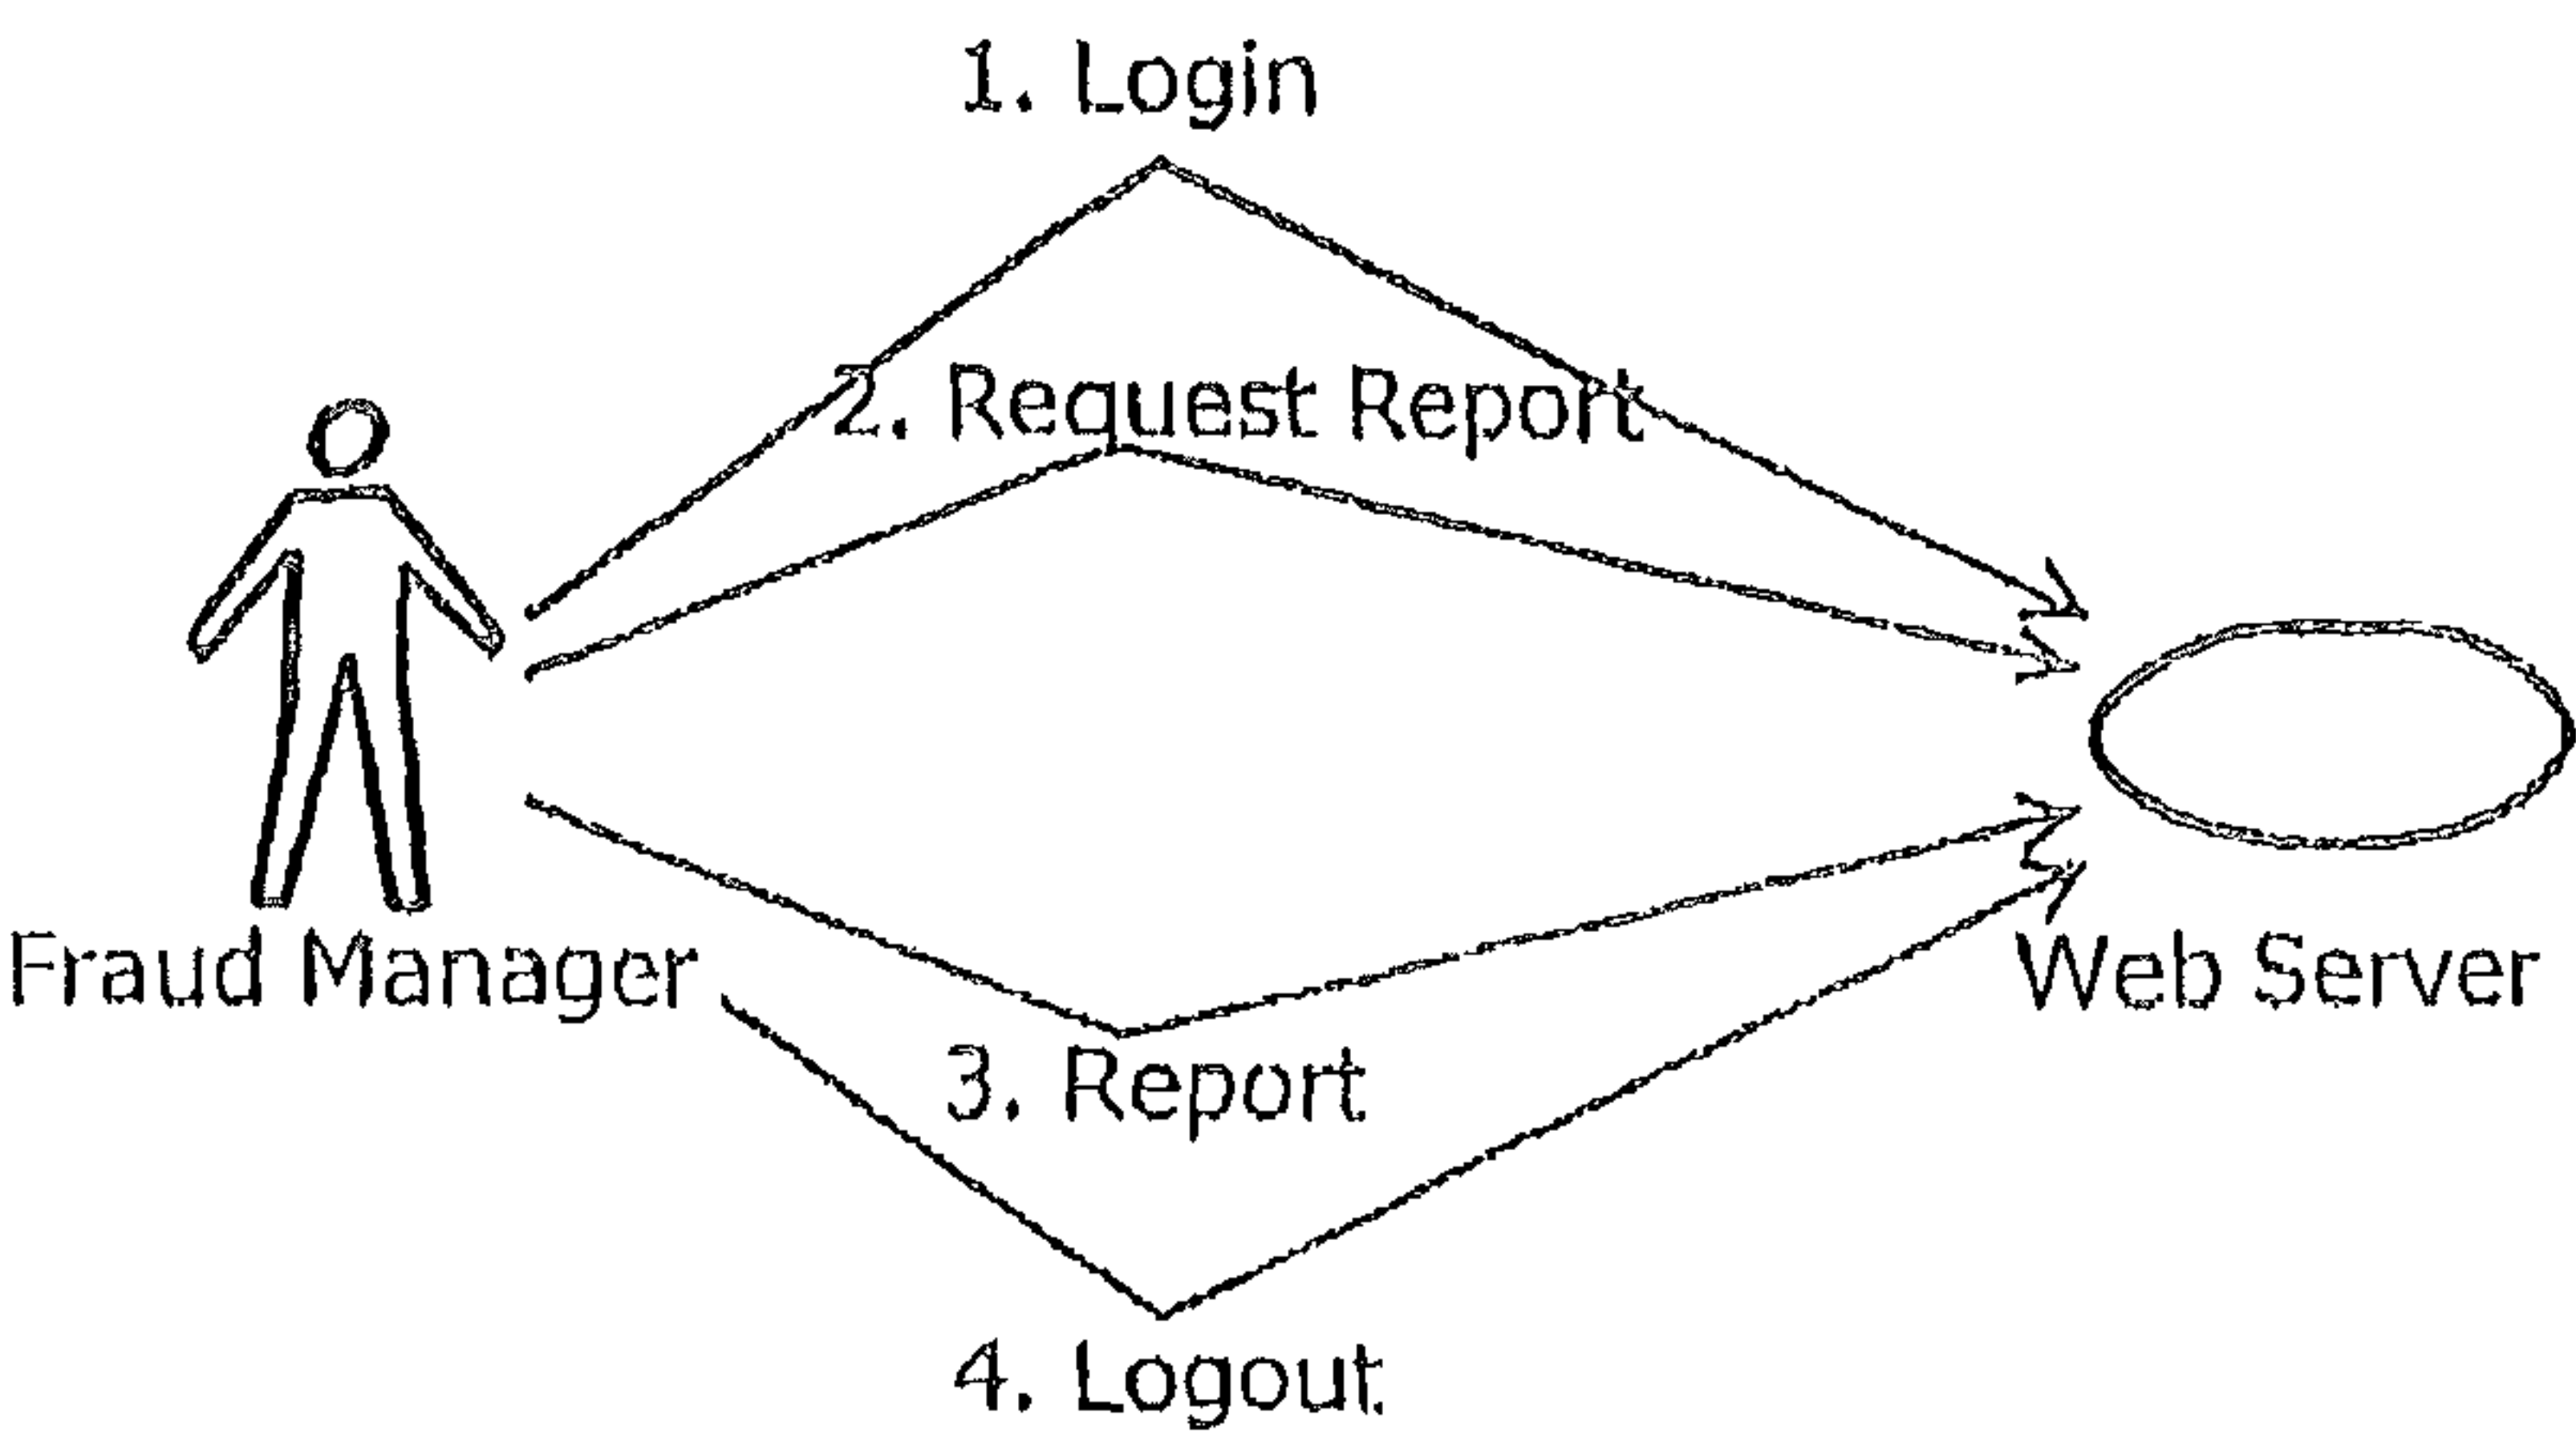 1. Login
2. Request Report
Fraud Manager
Web Server
3. Report
4. Logout